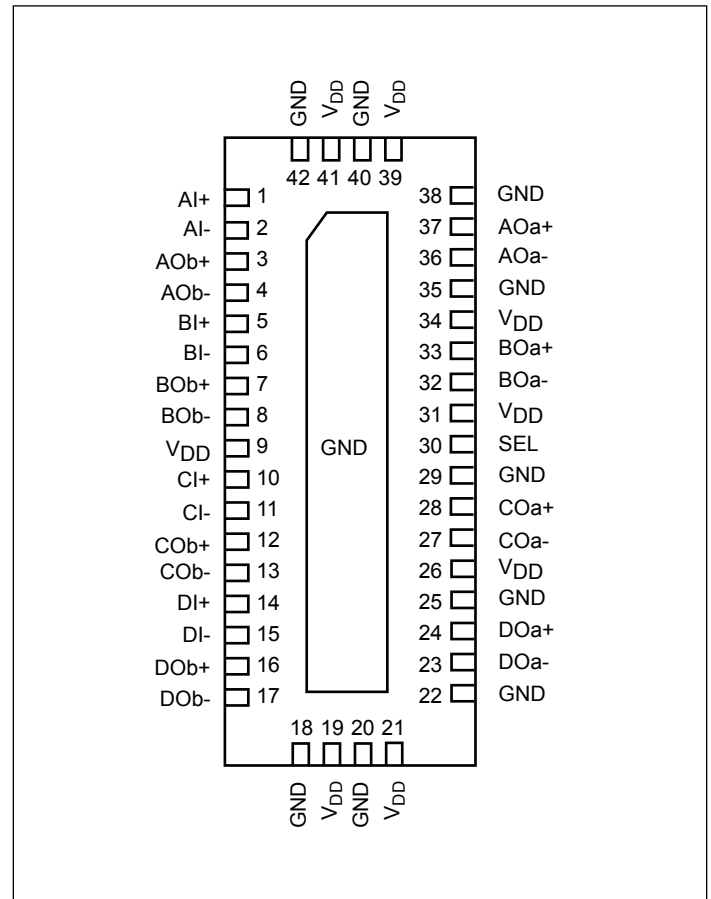 GND VDD GND VDD
42 41 40 39
AI+ 1 38 GND
AI- 2 37 AOa+
AOb+ 3 36 AOa-
AOb- 4 35 GND
BI+ 5 34 VDD
BI- 6 33 BOa+
BOb+ 7 32 BOa-
BOb- 8 31 VDD
VDD 9 GND 30 SEL
CI+ 10 29 GND
CI- 11 28 COa+
COb+ 12 27 COa-
COb- 13 26 VDD
DI+ 14 25 GND
DI- 15 24 DOa+
DOb+ 16 23 DOa-
DOb- 17 22 GND
18 19 20 21
GND VDD GND VDD